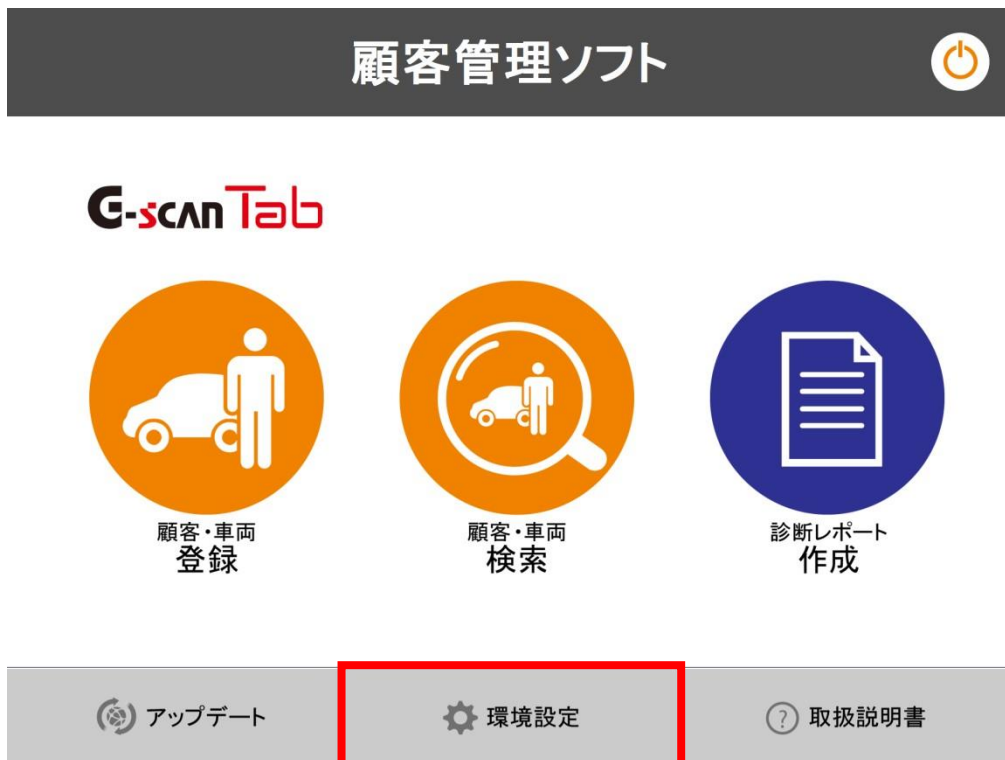 顧客管理ソフト
G-scan Tab
顧客・車両
登録
顧客・車両
検索
診断レポート
作成
アップデート
環境設定
? 取扱説明書